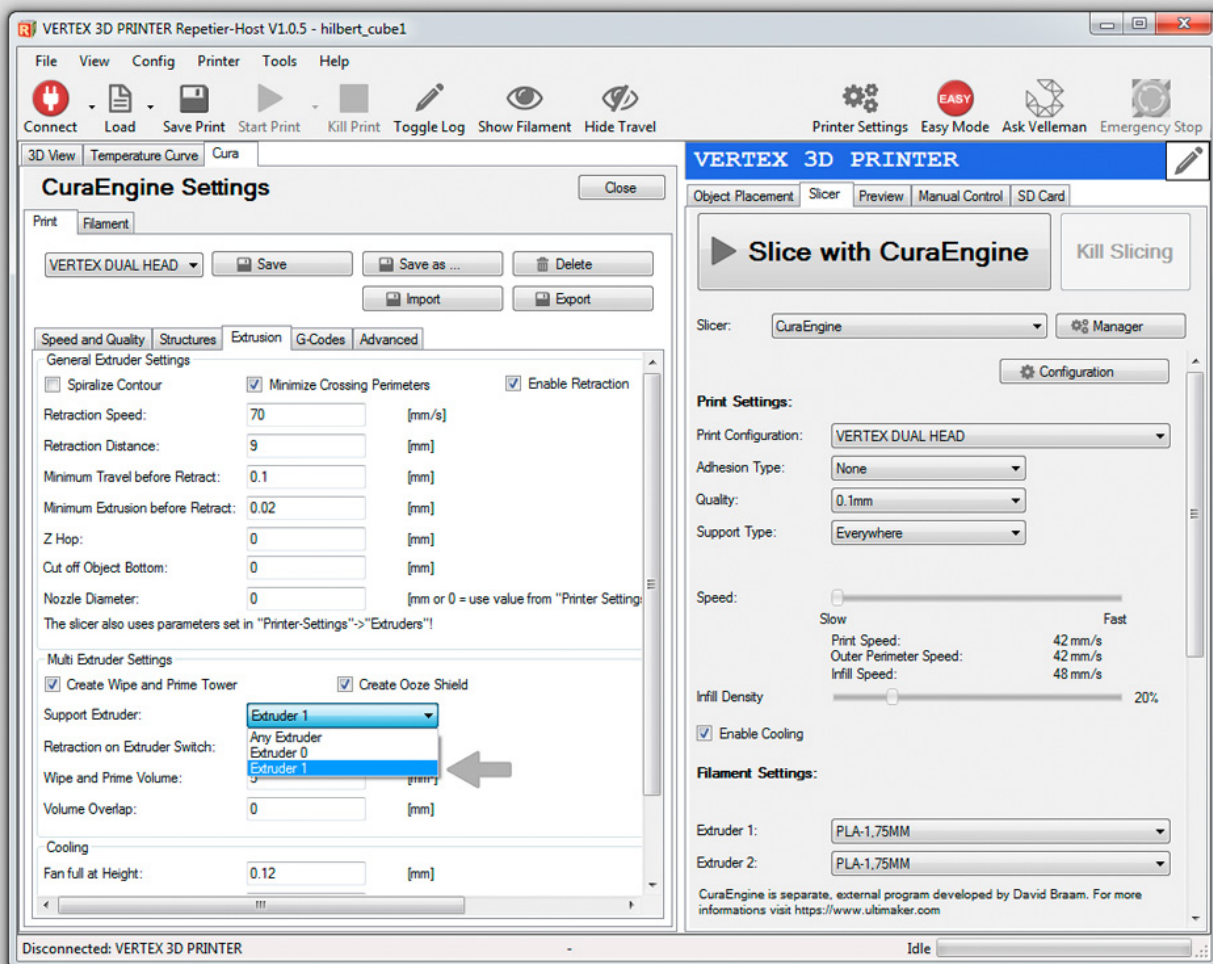 VERTEX 3D PRINTER Repetier-Host V1.0.5 - hilbert_cube1
File View Config Printer Tools Help
Connect Load Save Print Start Print Kill Print Toggle Log Show Filament Hide Travel Printer Settings EASY Easy Mode Ask Velleman Emergency Stop
3D View Temperature Curve Cura
CuraEngine Settings
Close
Print Filament
VERTEX DUAL HEAD Save Save as ... Delete
Import Export
Speed and Quality Structures Extrusion G-Codes Advanced
General Extruder Settings
Spiralize Contour Minimize Crossing Perimeters Enable Retraction
Retraction Speed: 70 [mm/s]
Retraction Distance: 9 [mm]
Minimum Travel before Retract: 0.1 [mm]
Minimum Extrusion before Retract: 0.02 [mm]
Z Hop: 0 [mm]
Cut off Object Bottom: 0 [mm]
Nozzle Diameter: 0 [mm or 0 = use value from "Printer Setting
The slicer also uses parameters set in "Printer-Settings"->"Extruders"!
Multi Extruder Settings
Create Wipe and Prime Tower Create Ooze Shield
Support Extruder: Extruder 1
Any Extruder
Extruder 0
Extruder 1
Retraction on Extruder Switch:
Wipe and Prime Volume:
Volume Overlap: 0 [mm]
Cooling
Fan full at Height: 0.12 [mm]
VERTEX 3D PRINTER
Object Placement Slicer Preview Manual Control SD Card
Slice with CuraEngine
Kill Slicing
Slicer: CuraEngine Manager
Configuration
Print Settings:
Print Configuration: VERTEX DUAL HEAD
Adhesion Type: None
Quality: 0.1mm
Support Type: Everywhere
Speed:
Slow Fast
Print Speed: 42 mm/s
Outer Perimeter Speed: 42 mm/s
Infill Speed: 48 mm/s
Infill Density 20%
Enable Cooling
Filament Settings:
Extruder 1: PLA-1,75MM
Extruder 2: PLA-1,75MM
CuraEngine is separate, external program developed by David Braam. For more
informations visit https://www.ultimaker.com
Disconnected: VERTEX 3D PRINTER - Idle